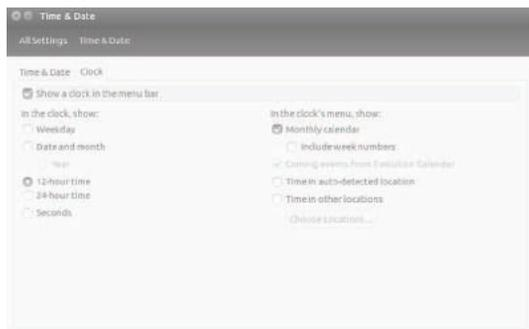 Time & Date
All Settings Time & Date
Time & Date Clock
Show a clock in the menu bar
In the clock, show:
Weekday
Date and month
Year
12-hour time
24-hour time
Seconds
In the clock's menu, show:
Monthly calendar
Include week numbers
Coming events from Evolution Calendar
Time in auto-detected location
Time in other locations
Choose Locations...